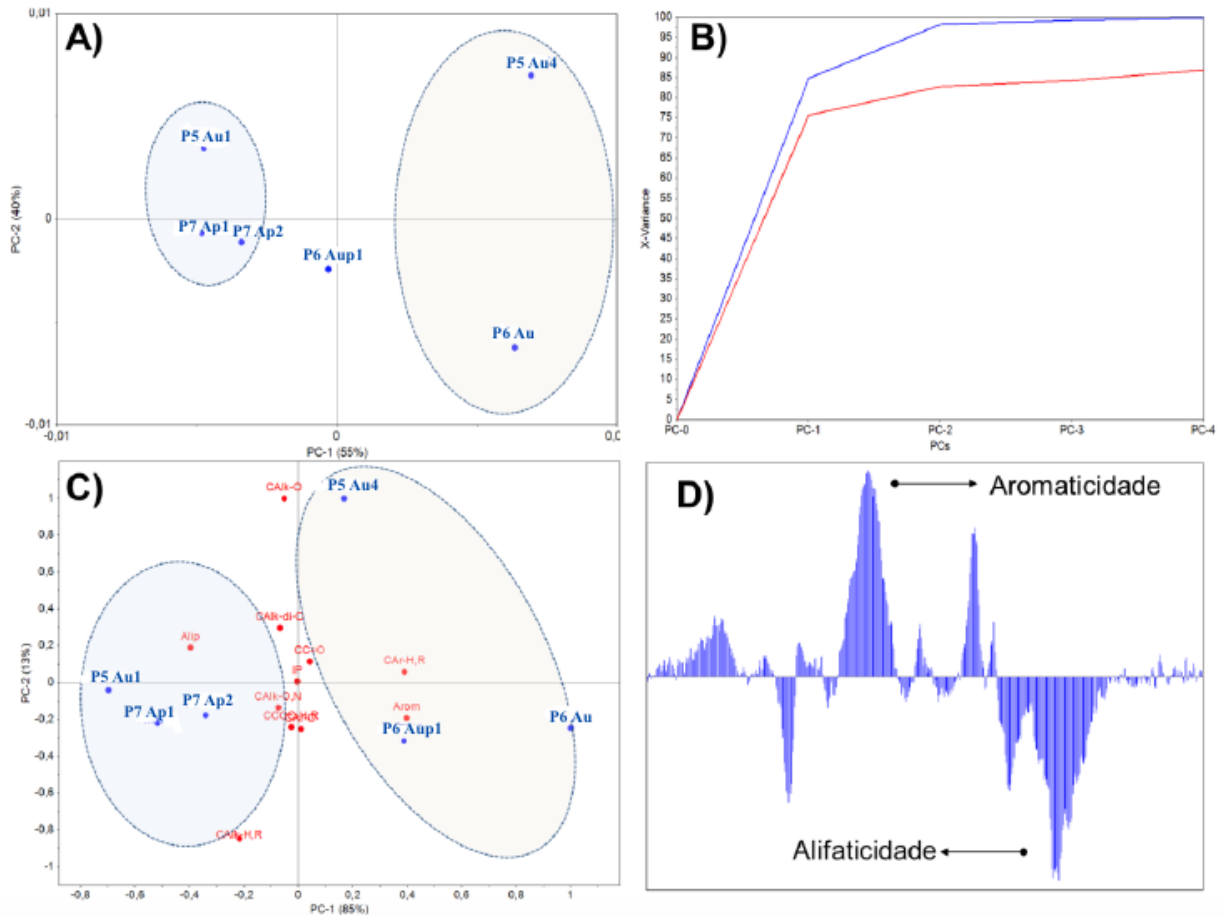 A)
0,01
0
-0,01
PC-2 (40%)
P5 Au4
P5 Au1
P7 Ap1
P7 Ap2
P6 Aup1
P6 Au
-0,01
0
PC-1 (55%)
B)
100
95
90
85
80
75
70
65
60
55
50
45
40
35
30
25
20
15
10
5
0
X-Variance
PC-0
PC-1
PC-2
PC-3
PC-4
PCs
C)
1
0,8
0,6
0,4
0,2
0
-0,2
-0,4
-0,6
-0,8
-1
PC-2 (13%)
CAlk-O
P5 Au4
CAlk-di-O
Alip
CC=O
CAr-H,R
IP
P5 Au1
P7 Ap1
P7 Ap2
CAlk-O,N
Arom
P6 Aup1
P6 Au
CAlk-H,R
-0,8
-0,6
-0,4
-0,2
0
0,2
0,4
0,6
0,8
1
PC-1 (85%)
D)
Aromaticidade
Alifaticidade